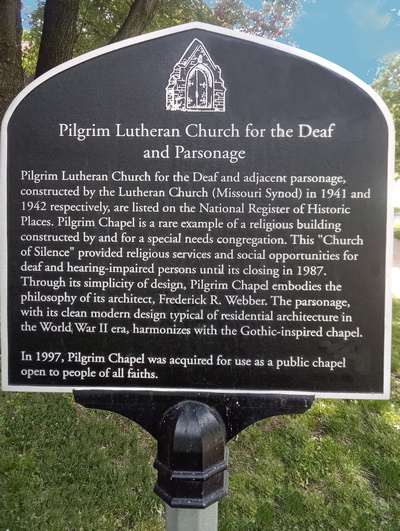 Pilgrim Lutheran Church for the Deaf
and Parsonage
Pilgrim Lutheran Church for the Deaf and adjacent parsonage,
constructed by the Lutheran Church (Missouri Synod) in 1941 and
1942 respectively, are listed on the National Register of Historic
Places. Pilgrim Chapel is a rare example of a religious building
constructed by and for a special needs congregation. This "Church
of Silence" provided religious services and social opportunities for
deaf and hearing-impaired persons until its closing in 1987.
Through its simplicity of design, Pilgrim Chapel embodies the
philosophy of its architect, Frederick R. Webber. The parsonage,
with its clean modern design typical of residential architecture in
the World War II era, harmonizes with the Gothic-inspired chapel.
In 1997, Pilgrim Chapel was acquired for use as a public chapel
open to people of all faiths.